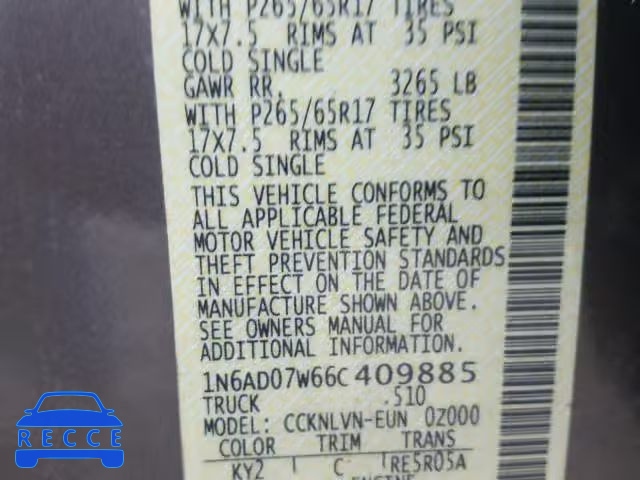 WITH P265/65R17 TIRES
17X7.5 RIMS AT 35 PSI
COLD SINGLE
GAWR RR. 3265 LB
WITH P265/65R17 TIRES
17X7.5 RIMS AT 35 PSI
COLD SINGLE
THIS VEHICLE CONFORMS TO
ALL APPLICABLE FEDERAL
MOTOR VEHICLE SAFETY AND
THEFT PREVENTION STANDARDS
IN EFFECT ON THE DATE OF
MANUFACTURE SHOWN ABOVE.
SEE OWNERS MANUAL FOR
ADDITIONAL INFORMATION.
1N6AD07W66C409885
TRUCK .510
MODEL: CCKNLVN-EUN 0Z000
COLOR TRIM TRANS
KY2 C RE5R05A
ENGINE
RECCE